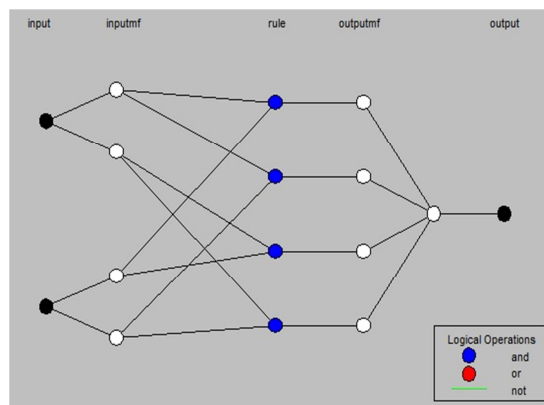 input inputmf rule outputmf output
Logical Operations
and
or
not